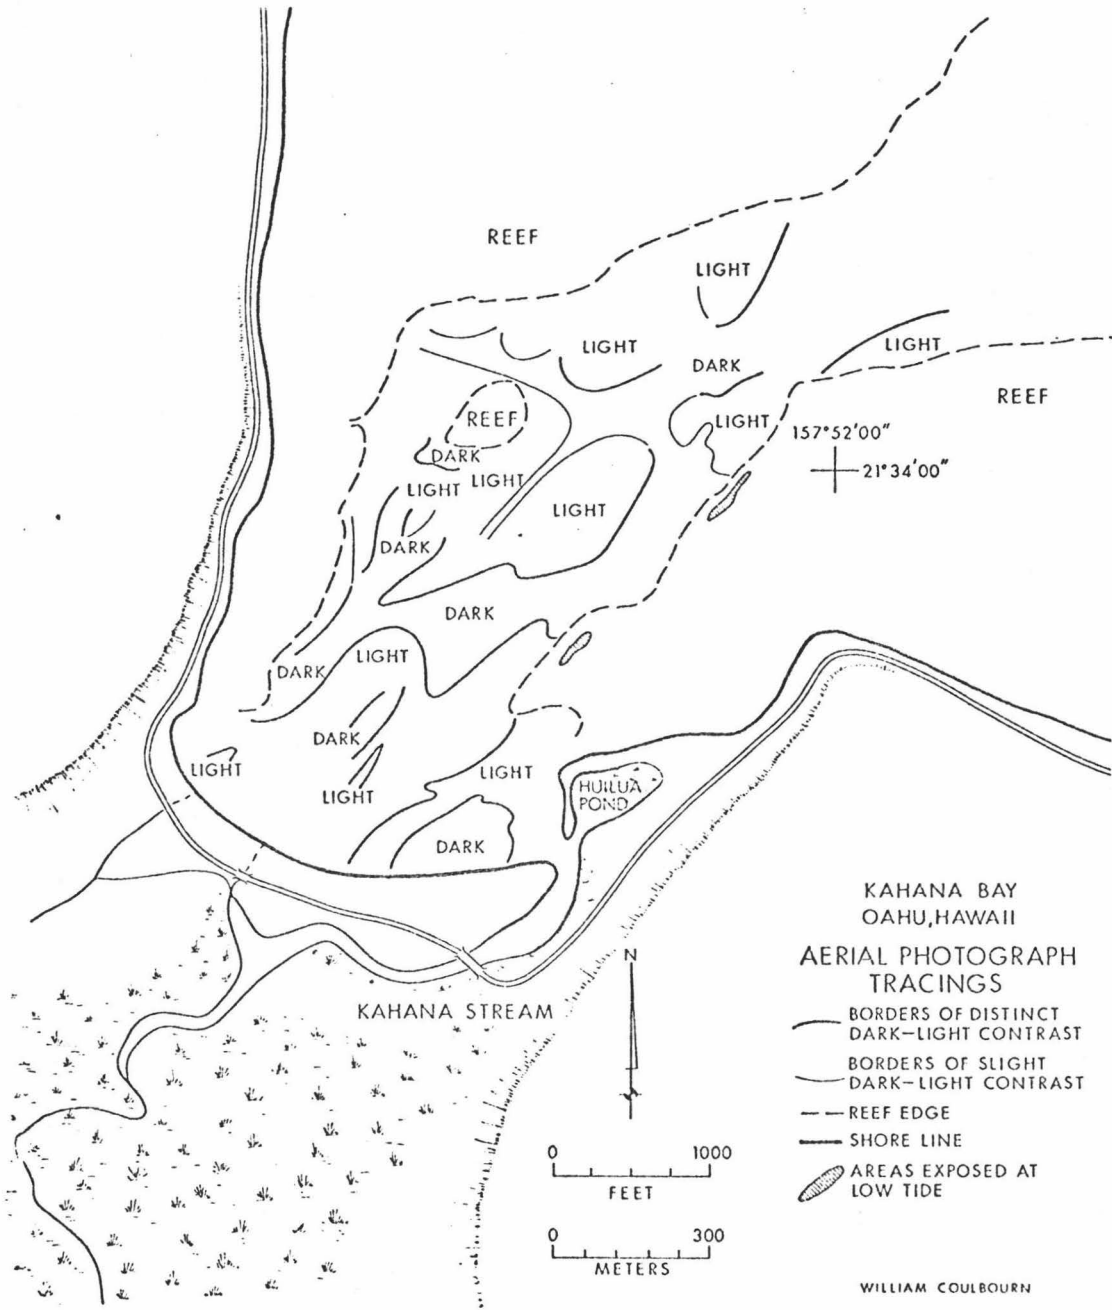 REEF
LIGHT
LIGHT
LIGHT
DARK
REEF
REEF
LIGHT
157°52'00"
21°34'00"
DARK
LIGHT
LIGHT
LIGHT
DARK
DARK
LIGHT
DARK
DARK
LIGHT
LIGHT
LIGHT
HUILUA
POND
LIGHT
DARK
KAHANA STREAM
N
0 1000
FEET
0 300
METERS
KAHANA BAY
OAHU, HAWAII
AERIAL PHOTOGRAPH
TRACINGS
BORDERS OF DISTINCT
DARK-LIGHT CONTRAST
BORDERS OF SLIGHT
DARK-LIGHT CONTRAST
REEF EDGE
SHORE LINE
AREAS EXPOSED AT
LOW TIDE
WILLIAM COULBOURN